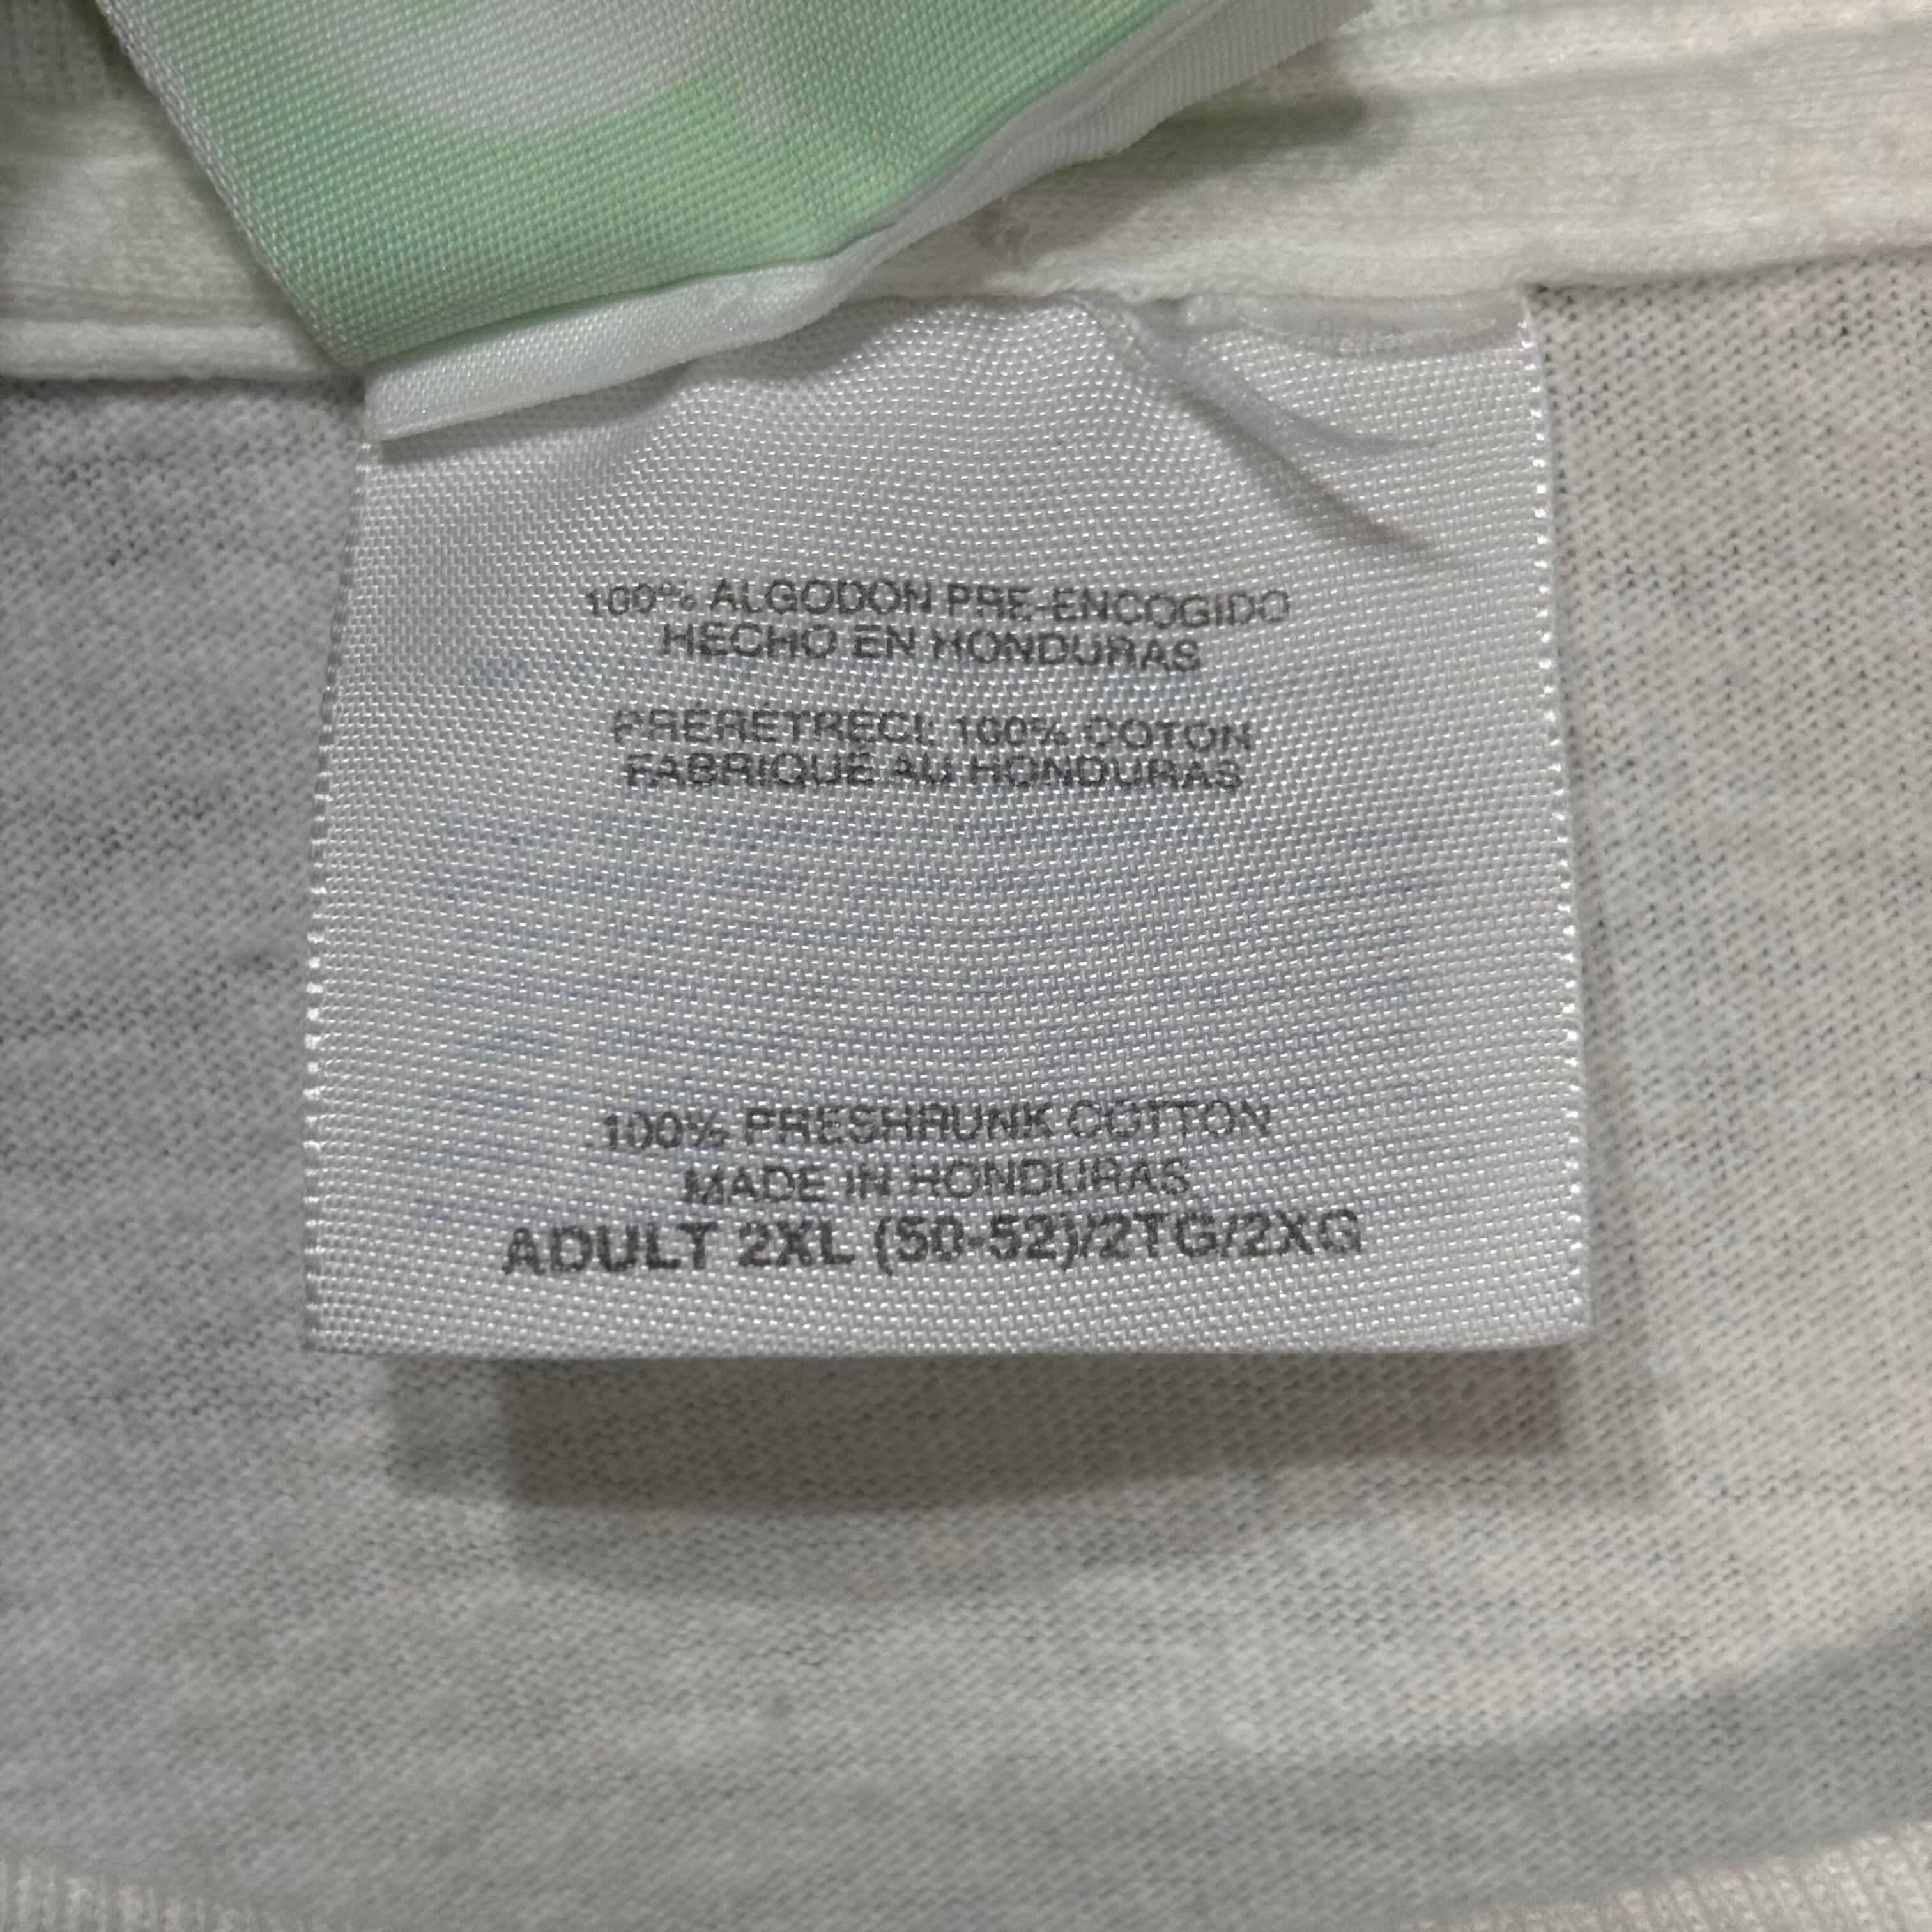 100% ALGODON PRE-ENCOGIDO
HECHO EN HONDURAS
PRERETRECI: 100% COTON
FABRIQUE AU HONDURAS
100% PRESHRUNK COTTON
MADE IN HONDURAS
ADULT 2XL (50-52)/2TG/2XG